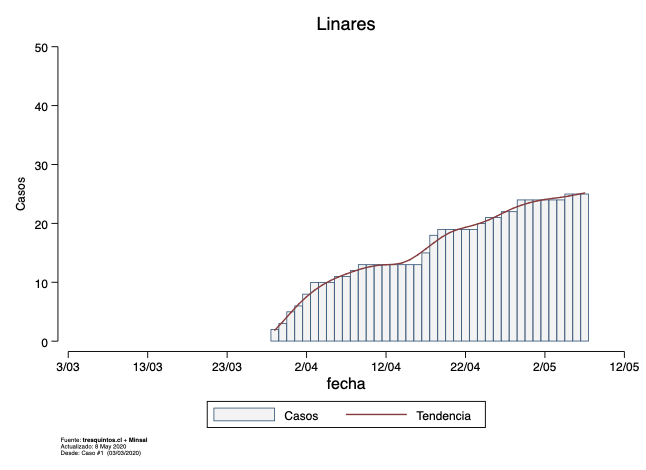 Linares
50
40
30
20
10
0
Casos
3/03 13/03 23/03 2/04 12/04 22/04 2/05 12/05
fecha
Casos Tendencia
Fuente: tresquintos.cl + Minsal
Actualizado: 8 May 2020
Desde: Caso #1 (03/03/2020)